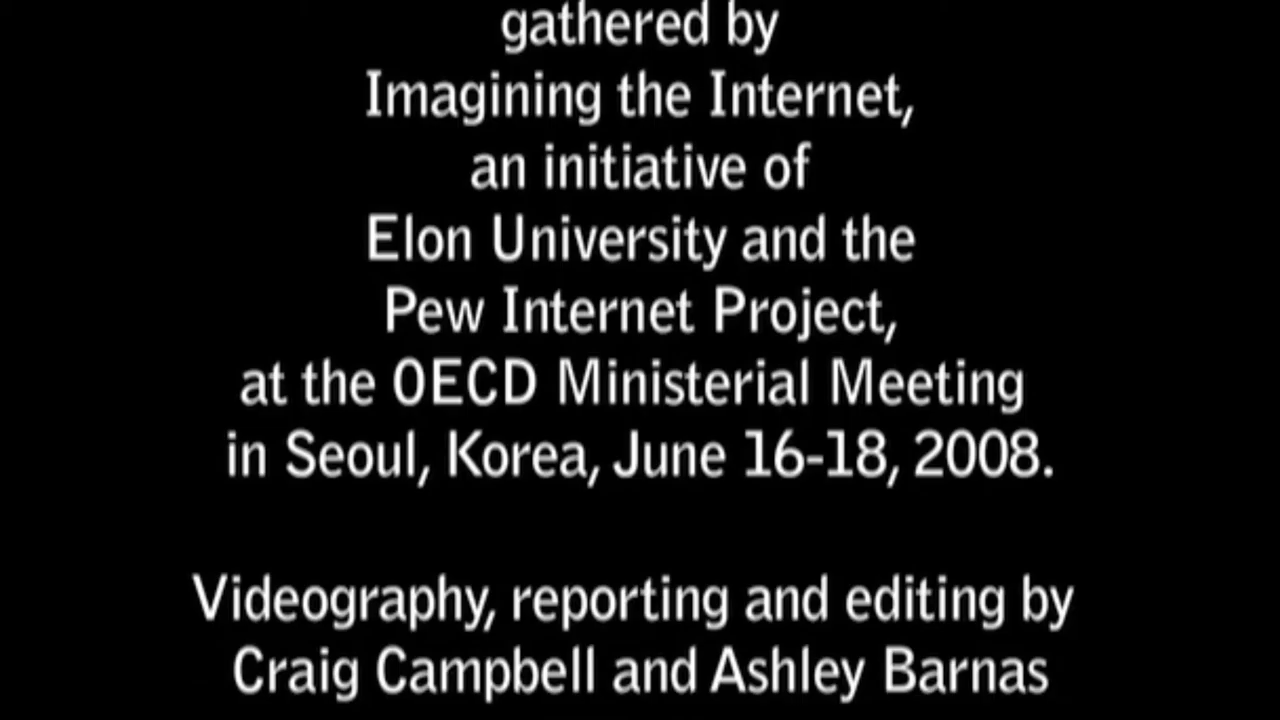 gathered by
Imagining the Internet,
an initiative of
Elon University and the
Pew Internet Project,
at the OECD Ministerial Meeting
in Seoul, Korea, June 16-18, 2008.
Videography, reporting and editing by
Craig Campbell and Ashley Barnas